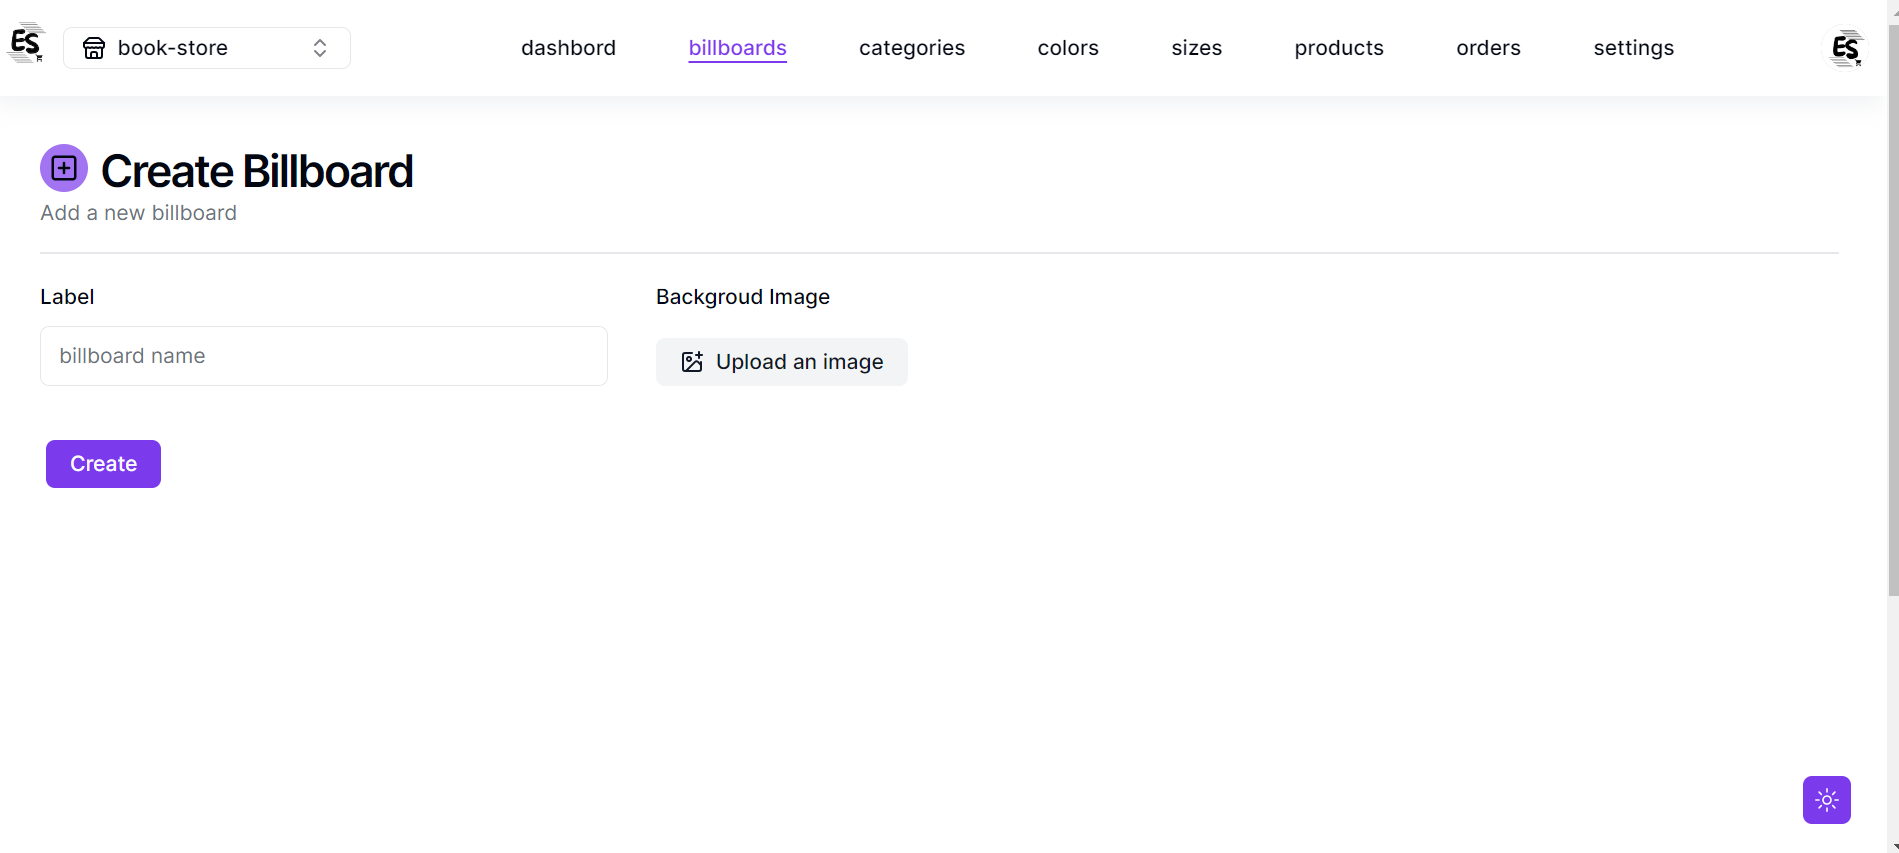 ES book-store dashbord billboards categories colors sizes products orders settings ES
Create Billboard
Add a new billboard
Label Backgroud Image
billboard name Upload an image
Create